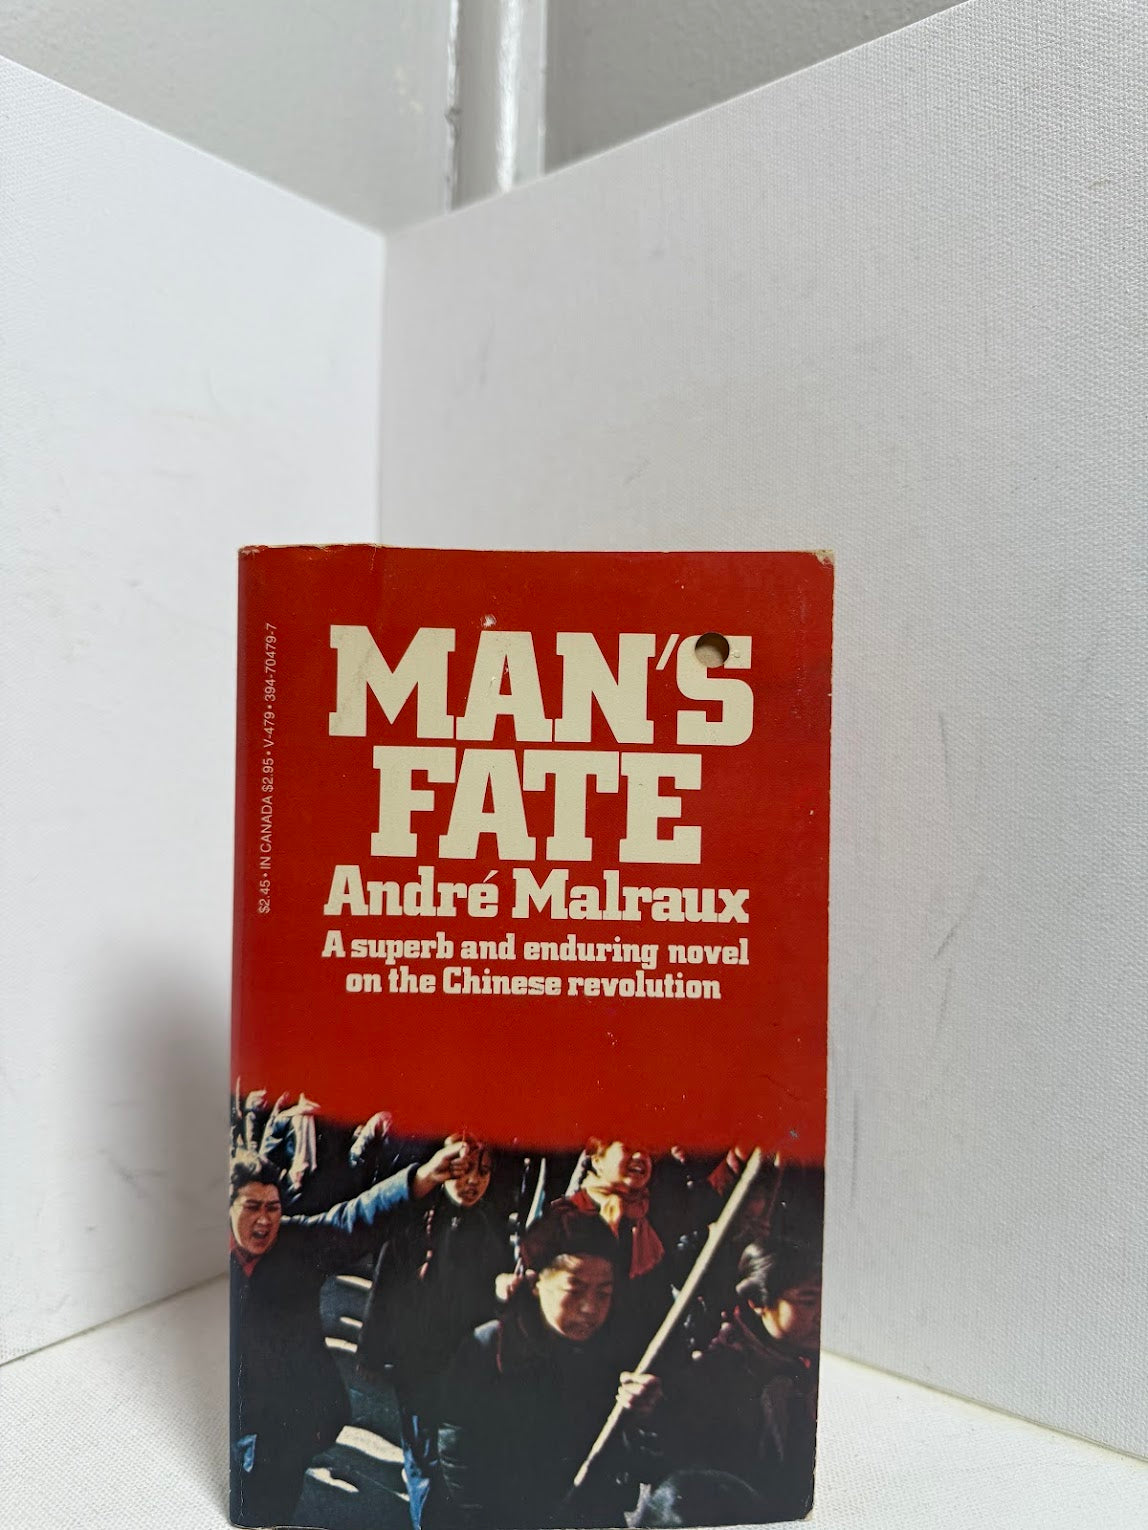 MAN'S
FATE
André Malraux
A superb and enduring novel
on the Chinese revolution
$2.45 • IN CANADA $2.95 • V-479 • 394-70479-7